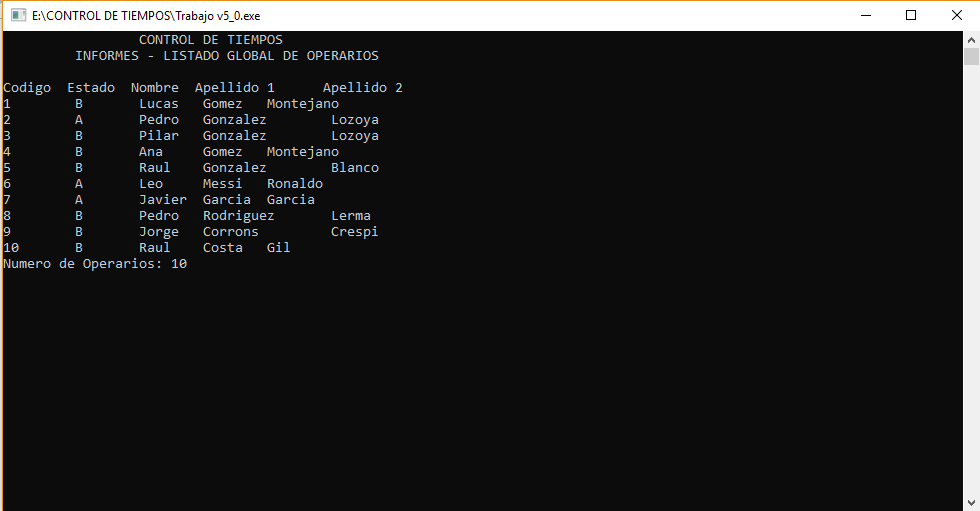 E:\CONTROL DE TIEMPOS\Trabajo v5_0.exe
CONTROL DE TIEMPOS
INFORMES - LISTADO GLOBAL DE OPERARIOS
Codigo Estado Nombre Apellido 1 Apellido 2
1 B Lucas Gomez Montejano
2 A Pedro Gonzalez Lozoya
3 B Pilar Gonzalez Lozoya
4 B Ana Gomez Montejano
5 B Raul Gonzalez Blanco
6 A Leo Messi Ronaldo
7 A Javier Garcia Garcia
8 B Pedro Rodriguez Lerma
9 B Jorge Corrons Crespi
10 B Raul Costa Gil
Numero de Operarios: 10